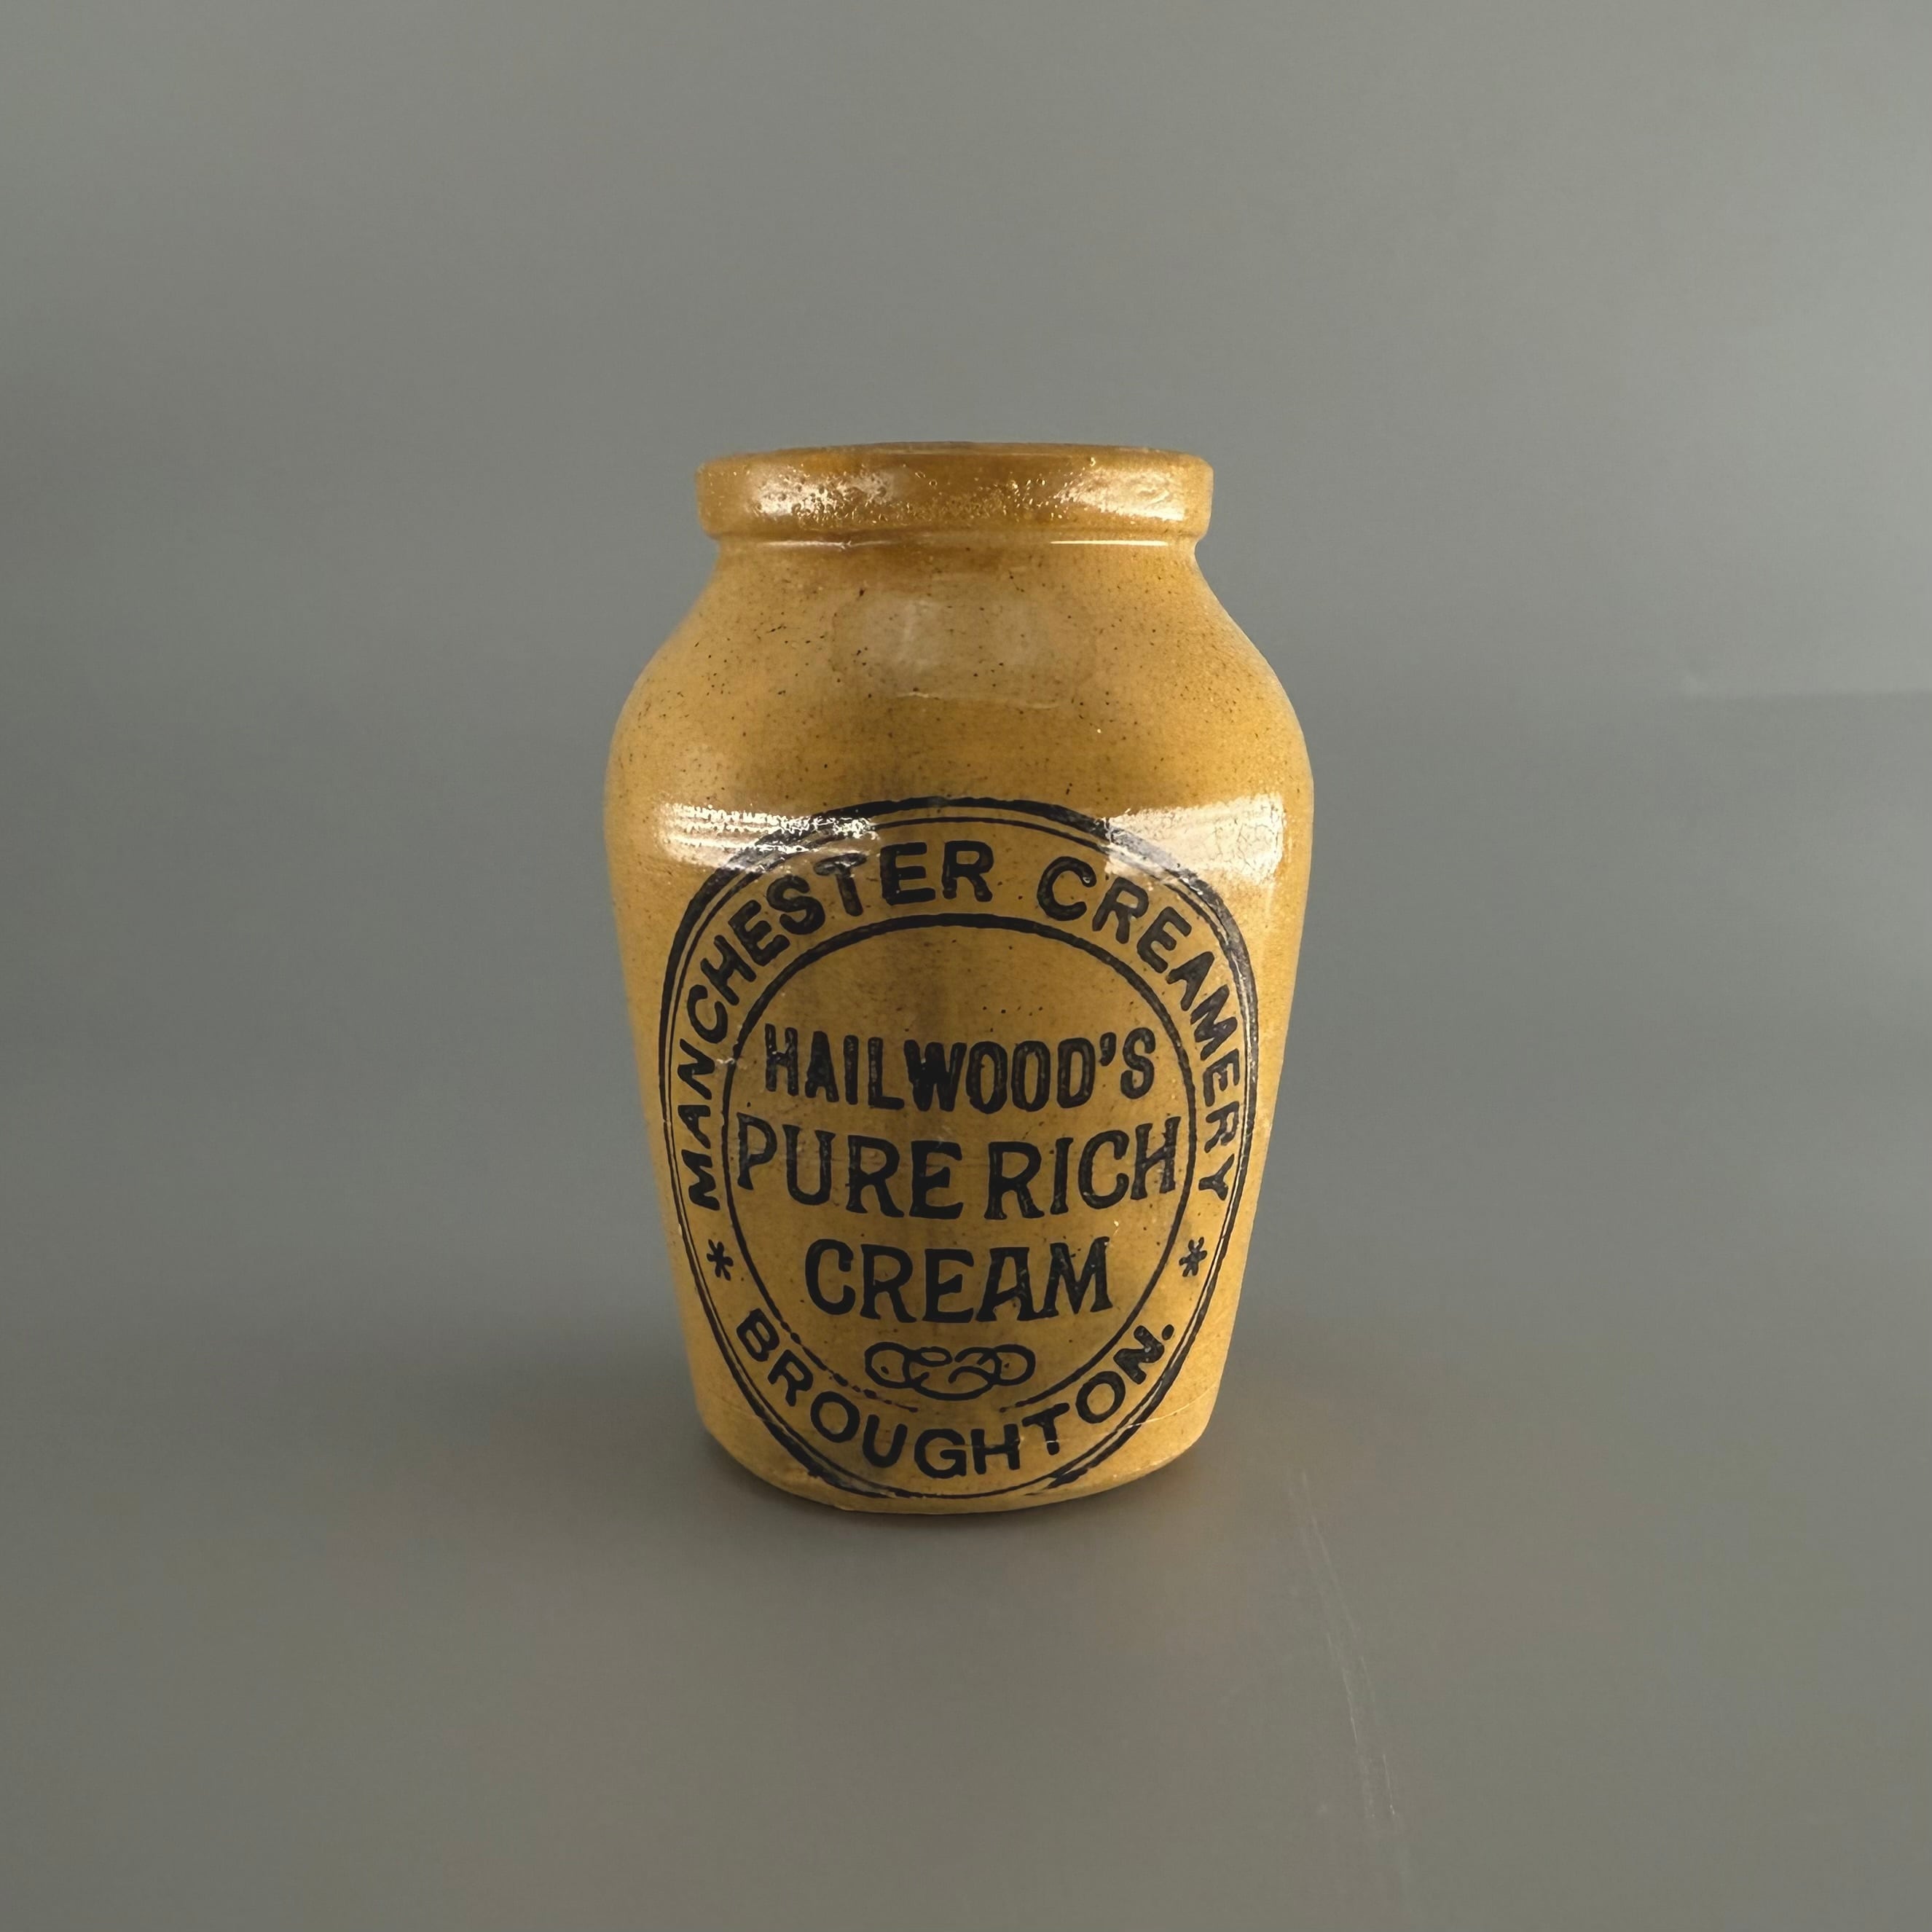 MANCHESTER CREAMERY
HAILWOOD'S
PURE RICH
CREAM
* BROUGHTON. *